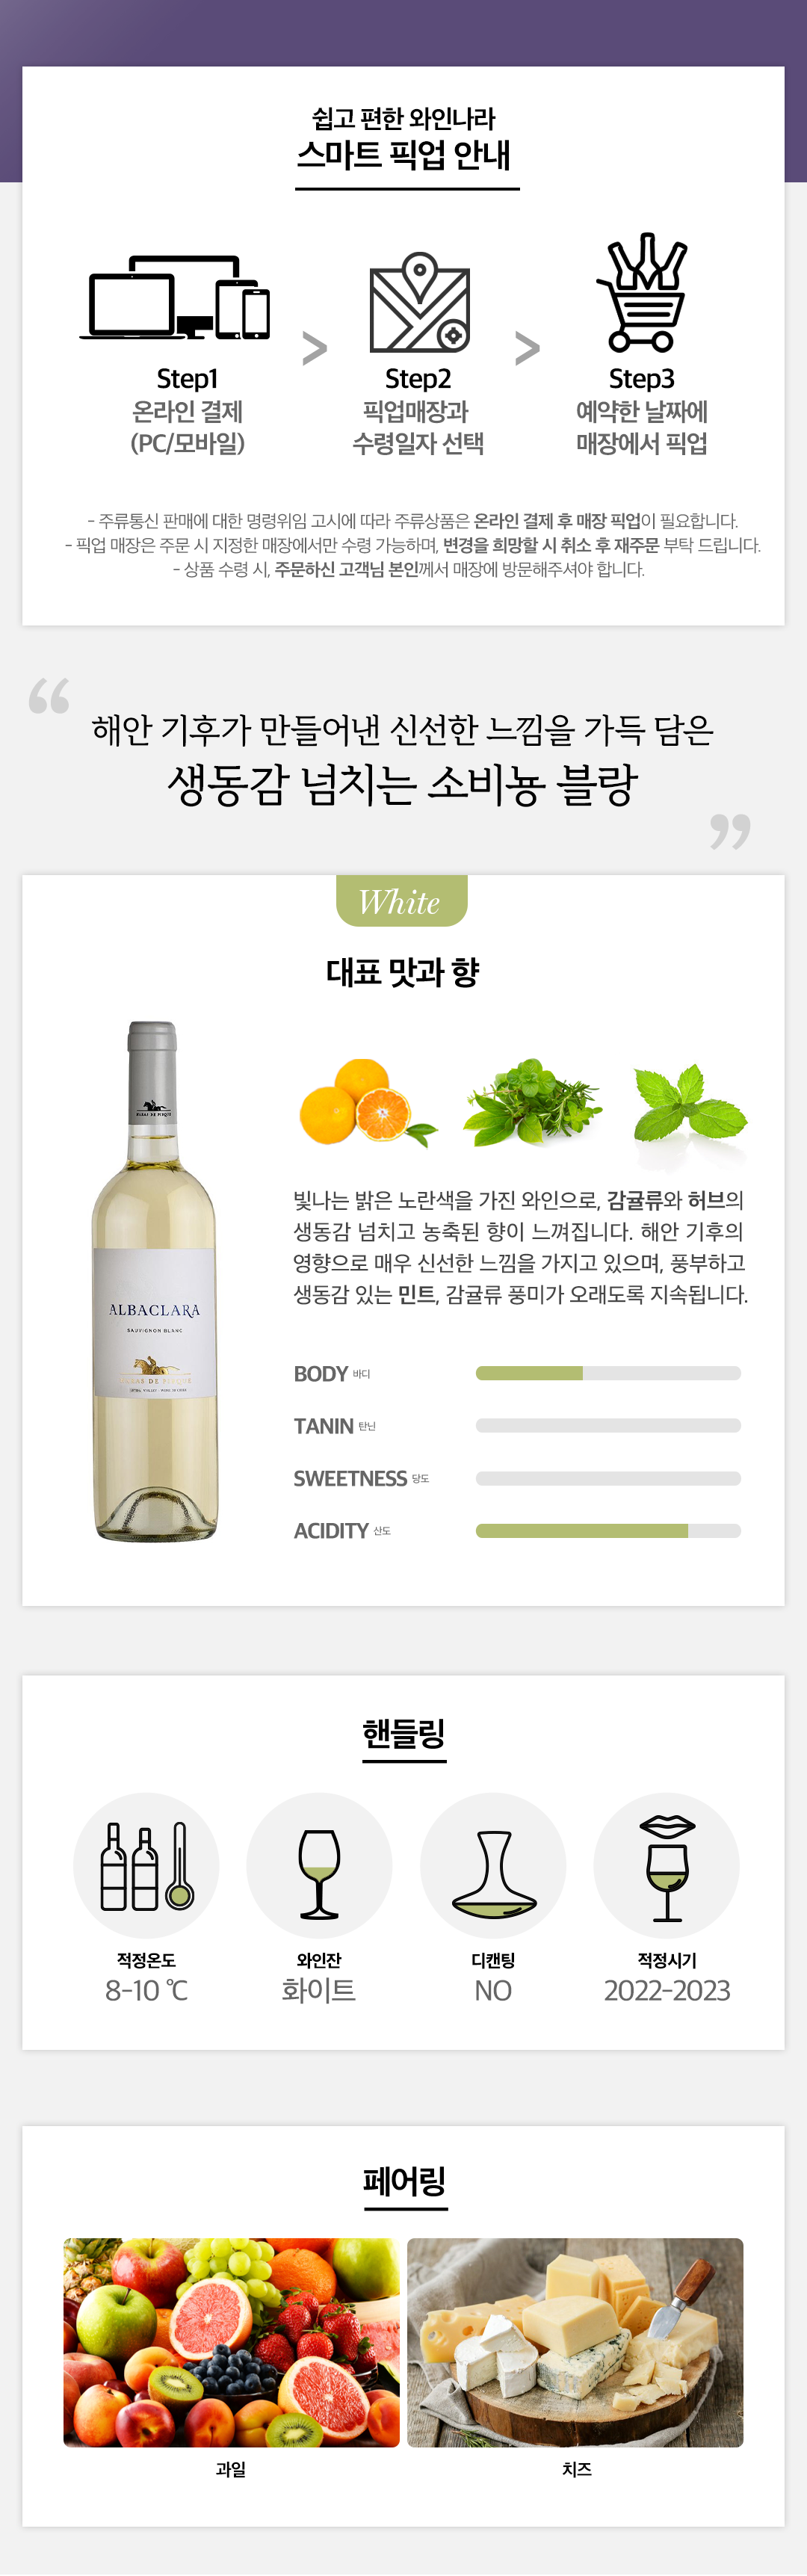 쉽고 편한 와인나라
스마트 픽업 안내
Step1
온라인 결제
(PC/모바일)
>
Step2
픽업매장과
수령일자 선택
>
Step3
예약한 날짜에
매장에서 픽업
- 주류통신 판매에 대한 명령위임 고시에 따라 주류상품은 온라인 결제 후 매장 픽업이 필요합니다.
- 픽업 매장은 주문 시 지정한 매장에서만 수령 가능하며, 변경을 희망할 시 취소 후 재주문 부탁 드립니다.
- 상품 수령 시, 주문하신 고객님 본인께서 매장에 방문해주셔야 합니다.
“
해안 기후가 만들어낸 신선한 느낌을 가득 담은
생동감 넘치는 소비뇽 블랑
”
White
대표 맛과 향
HARAS DE PIRQUE
ALBACLARA
SAUVIGNON BLANC
HARAS DE PIRQUE
빛나는 밝은 노란색을 가진 와인으로, 감귤류와 허브의
생동감 넘치고 농축된 향이 느껴집니다. 해안 기후의
영향으로 매우 신선한 느낌을 가지고 있으며, 풍부하고
생동감 있는 민트, 감귤류 풍미가 오래도록 지속됩니다.
BODY 바디
TANIN 탄닌
SWEETNESS 당도
ACIDITY 산도
핸들링
적정온도
8-10 ℃
와인잔
화이트
디캔팅
NO
적정시기
2022-2023
페어링
과일
치즈